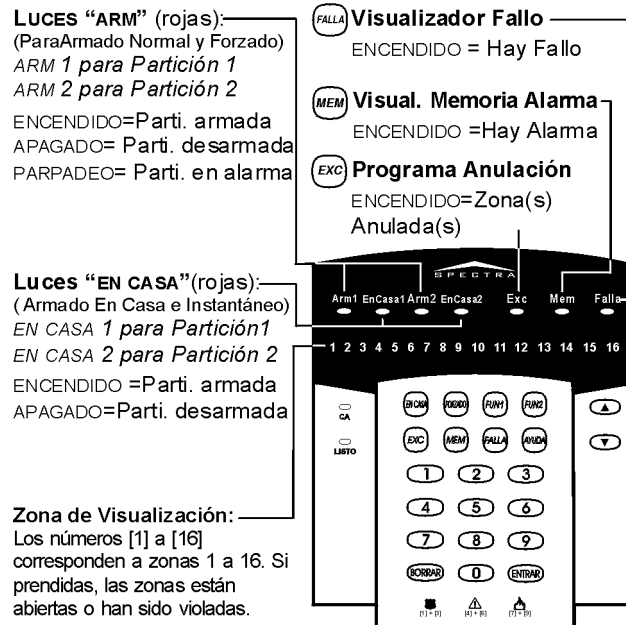 LUCES “ARM” (rojas):
(ParaArmado Normal y Forzado)
ARM 1 para Partición 1
ARM 2 para Partición 2
ENCENDIDO=Parti. armada
APAGADO= Parti. desarmada
PARPADEO= Parti. en alarma
FALLA Visualizador Fallo
ENCENDIDO = Hay Fallo
MEM Visual. Memoria Alarma
ENCENDIDO =Hay Alarma
EXC Programa Anulación
ENCENDIDO=Zona(s)
Anulada(s)
Luces “EN CASA”(rojas):
( Armado En Casa e Instantáneo)
EN CASA 1 para Partición1
EN CASA 2 para Partición 2
ENCENDIDO =Parti. armada
APAGADO=Parti. desarmada
Zona de Visualización:
Los números [1] a [16]
corresponden a zonas 1 a 16. Si
prendidas, las zonas están
abiertas o han sido violadas.
SPECTRA
Arm1 EnCasa1 Arm2 EnCasa2 Exc Mem Falla
1 2 3 4 5 6 7 8 9 10 11 12 13 14 15 16
CA
LISTO
EN CASA FORZADO FUN1 FUN2
EXC MEM FALLA AYUDA
1 2 3
4 5 6
7 8 9
BORRAR 0 ENTRAR
[1] + [3] [4] + [6] [7] + [9]